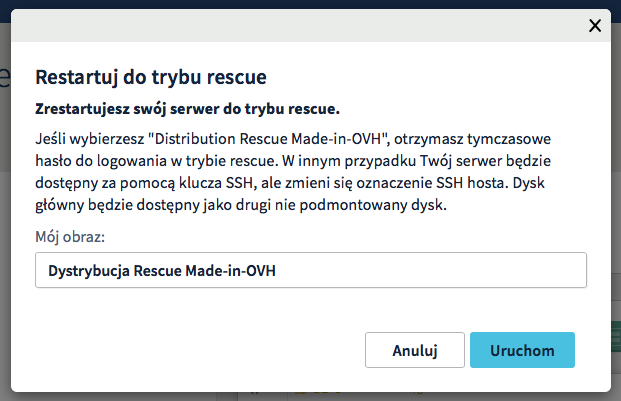 Restartuj do trybu rescue
Zrestartujesz swój serwer do trybu rescue.
Jeśli wybierzesz "Distribution Rescue Made-in-OVH", otrzymasz tymczasowe
hasło do logowania w trybie rescue. W innym przypadku Twój serwer będzie
dostępny za pomocą klucza SSH, ale zmieni się oznaczenie SSH hosta. Dysk
główny będzie dostępny jako drugi nie podmontowany dysk.
Mój obraz:
Dystrybucja Rescue Made-in-OVH
Anuluj Uruchom